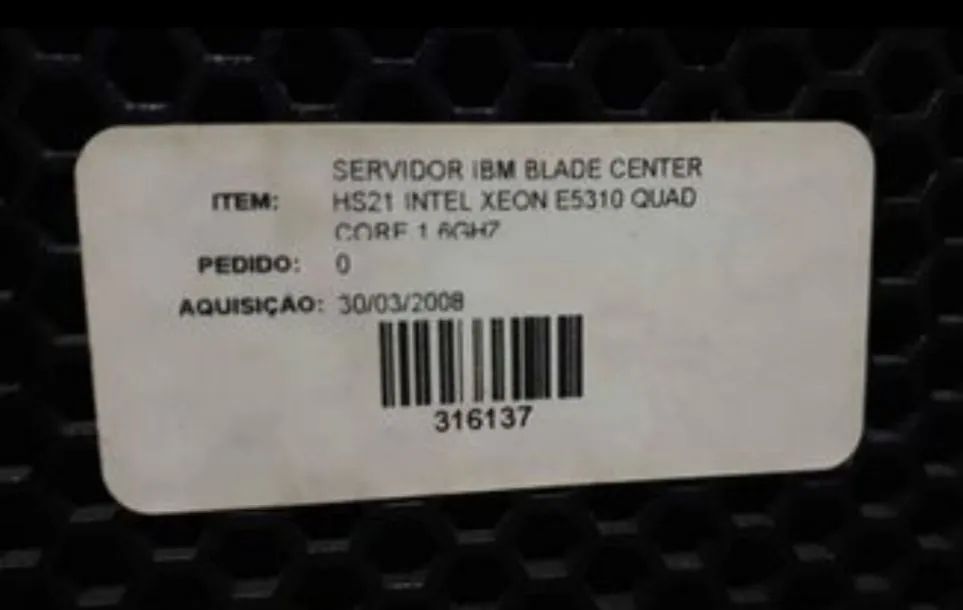 SERVIDOR IBM BLADE CENTER
ITEM: HS21 INTEL XEON E5310 QUAD
CORE 1.6GHZ
PEDIDO: 0
AQUISIÇÃO: 30/03/2008
316137